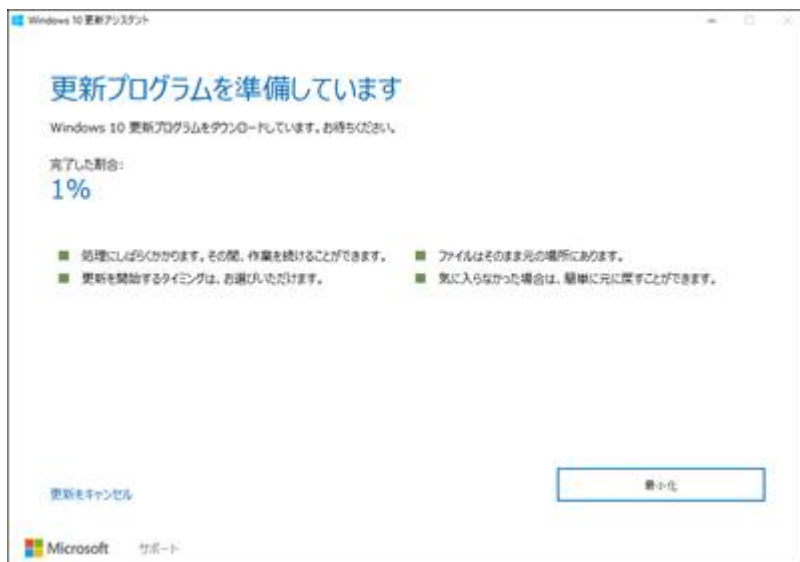 Windows 10 更新アシスタント
更新プログラムを準備しています
Windows 10 更新プログラムをダウンロードしています。お待ちください。
完了した割合:
1%
処理にしばらくかかります。その間、作業を続けることができます。
ファイルはそのまま元の場所にあります。
更新を開始するタイミングは、お選びいただけます。
気に入らなかった場合は、簡単に元に戻すことができます。
更新をキャンセル
最小化
Microsoft サポート